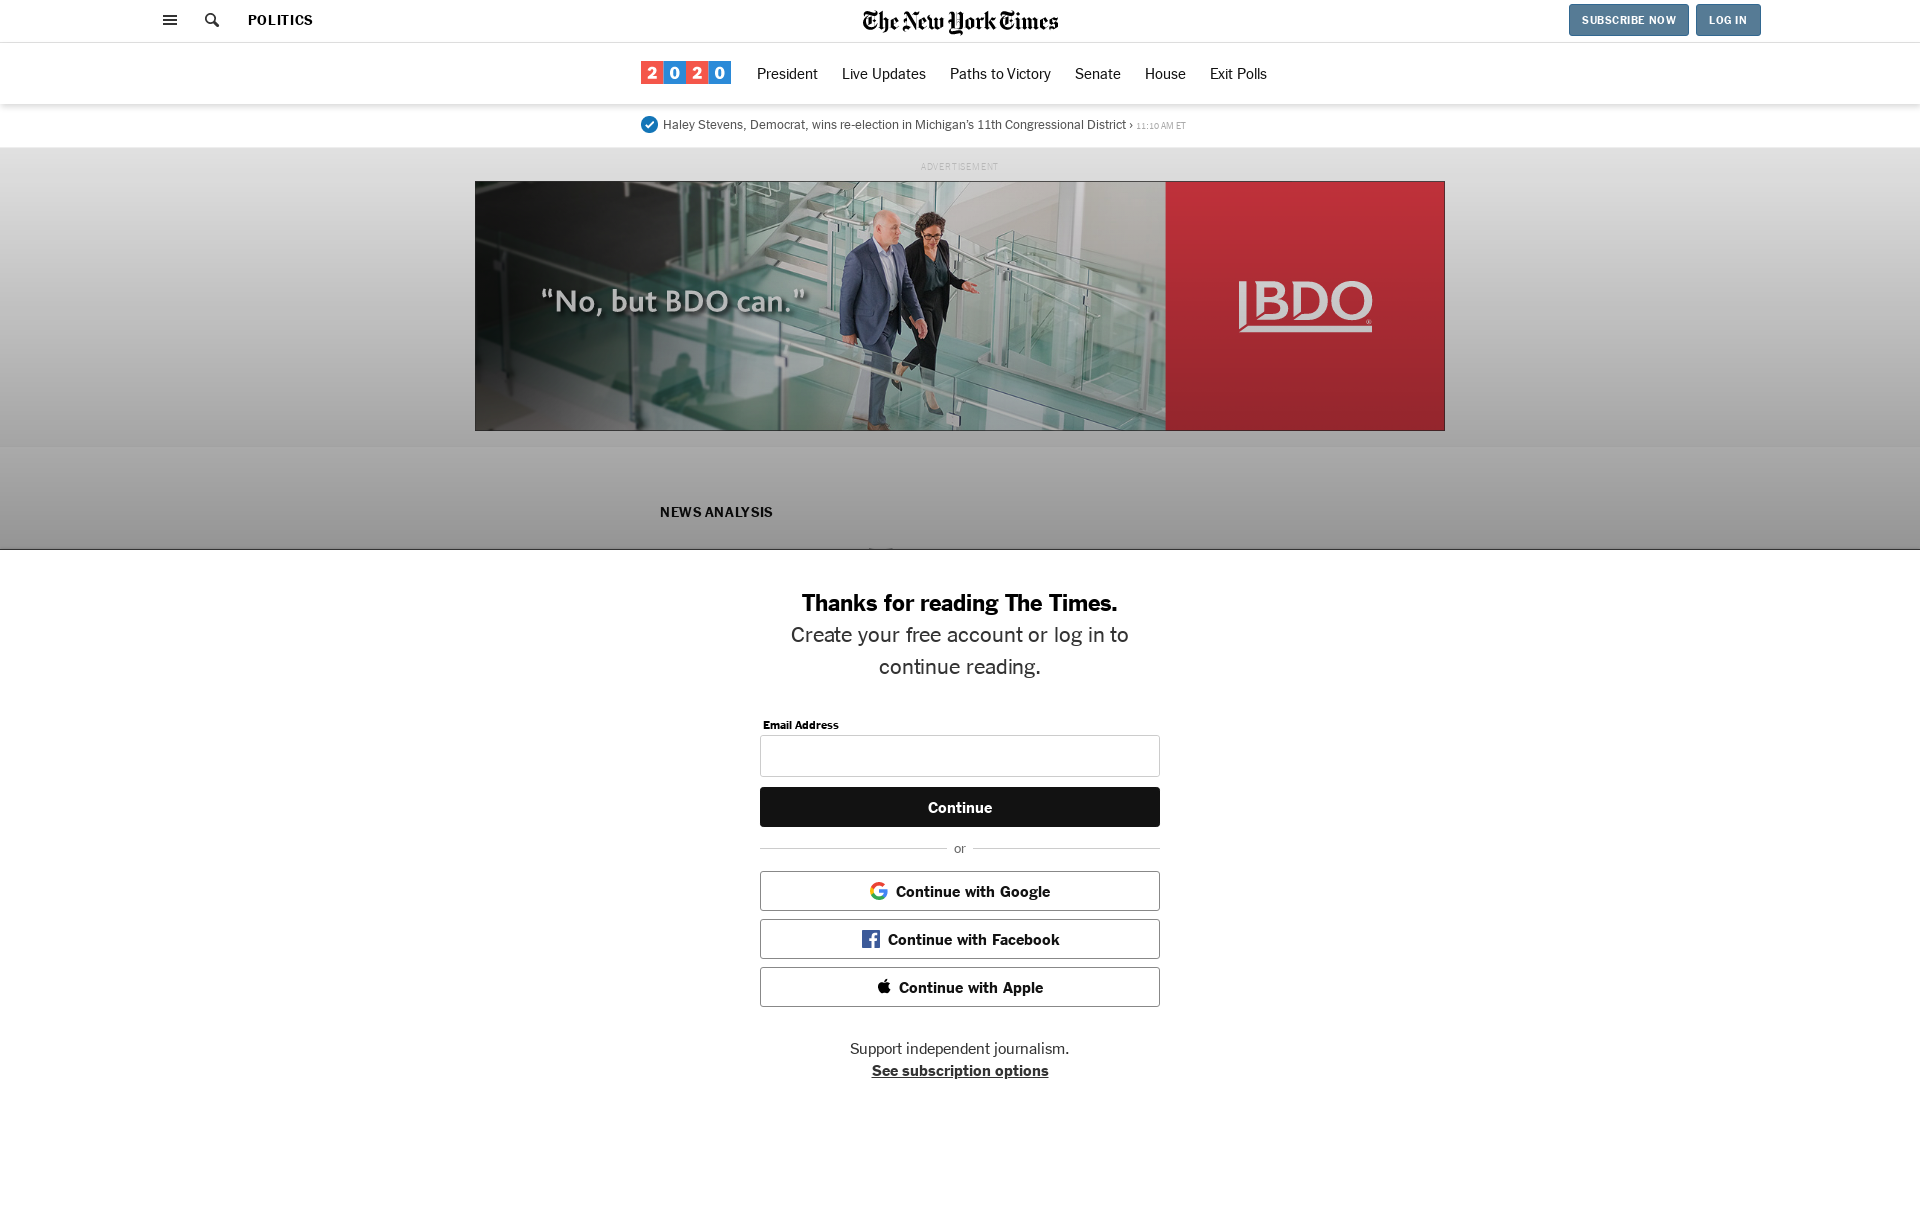 POLITICS
The New York Times
SUBSCRIBE NOW
LOG IN
2020
President
Live Updates
Paths to Victory
Senate
House
Exit Polls
Haley Stevens, Democrat, wins re-election in Michigan's 11th Congressional District › 11:10 AM ET
ADVERTISEMENT
“No, but BDO can.”
BDO®
NEWS ANALYSIS
Thanks for reading The Times.
Create your free account or log in to
continue reading.
Email Address
Continue
or
Continue with Google
Continue with Facebook
Continue with Apple
Support independent journalism.
See subscription options